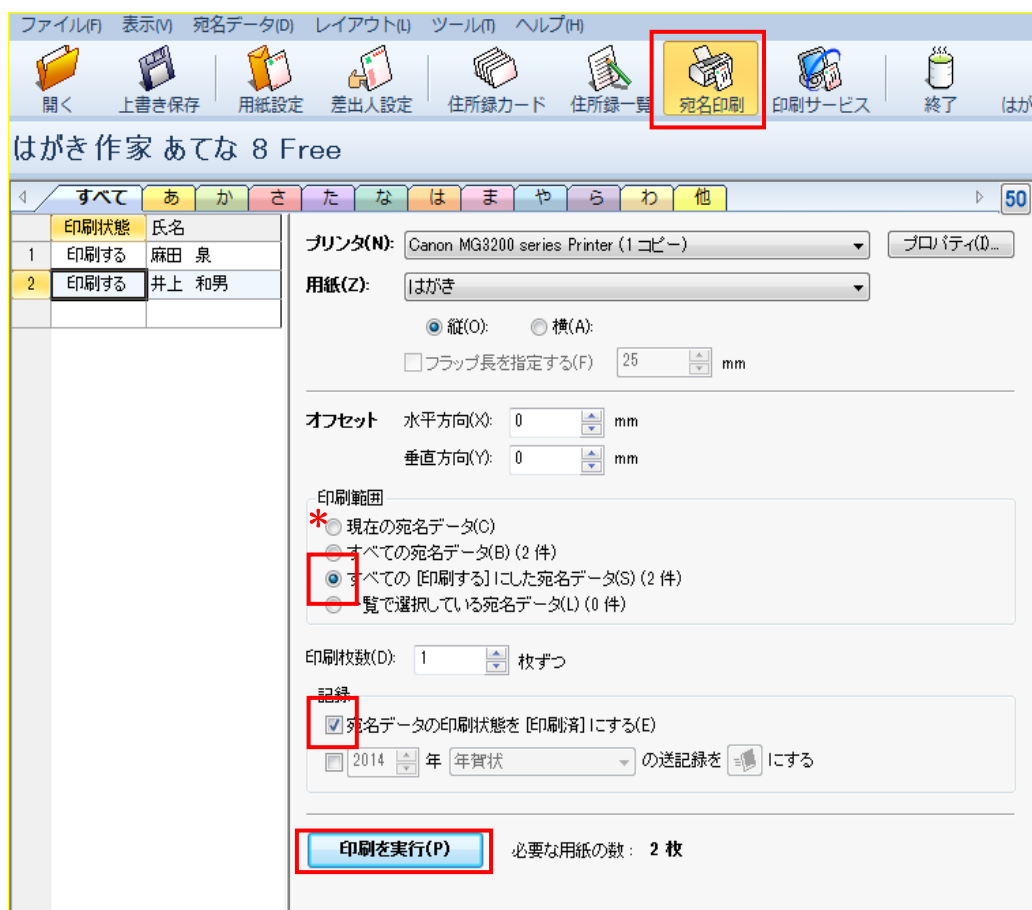 ファイル(F) 表示(V) 宛名データ(D) レイアウト(L) ツール(T) ヘルプ(H)
開く 上書き保存 用紙設定 差出人設定 住所録カード 住所録一覧 宛名印刷 印刷サービス 終了 はが
はがき作家 あてな 8 Free
すべて あ か さ た な は ま や ら わ 他 50
印刷状態 氏名
1 印刷する 麻田 泉
2 印刷する 井上 和男
プリンタ(N): Canon MG3200 series Printer (1 コピー) プロパティ(I)...
用紙(Z): はがき
縦(O): 横(A):
フラップ長を指定する(F) 25 mm
オフセット 水平方向(X): 0 mm
垂直方向(Y): 0 mm
印刷範囲
*現在の宛名データ(C)
すべての宛名データ(B) (2 件)
すべての [印刷する] にした宛名データ(S) (2 件)
一覧で選択している宛名データ(L) (0 件)
印刷枚数(D): 1 枚ずつ
記録
宛名データの印刷状態を [印刷済] にする(E)
2014 年 年賀状 の送記録を にする
印刷を実行(P) 必要な用紙の数 : 2 枚